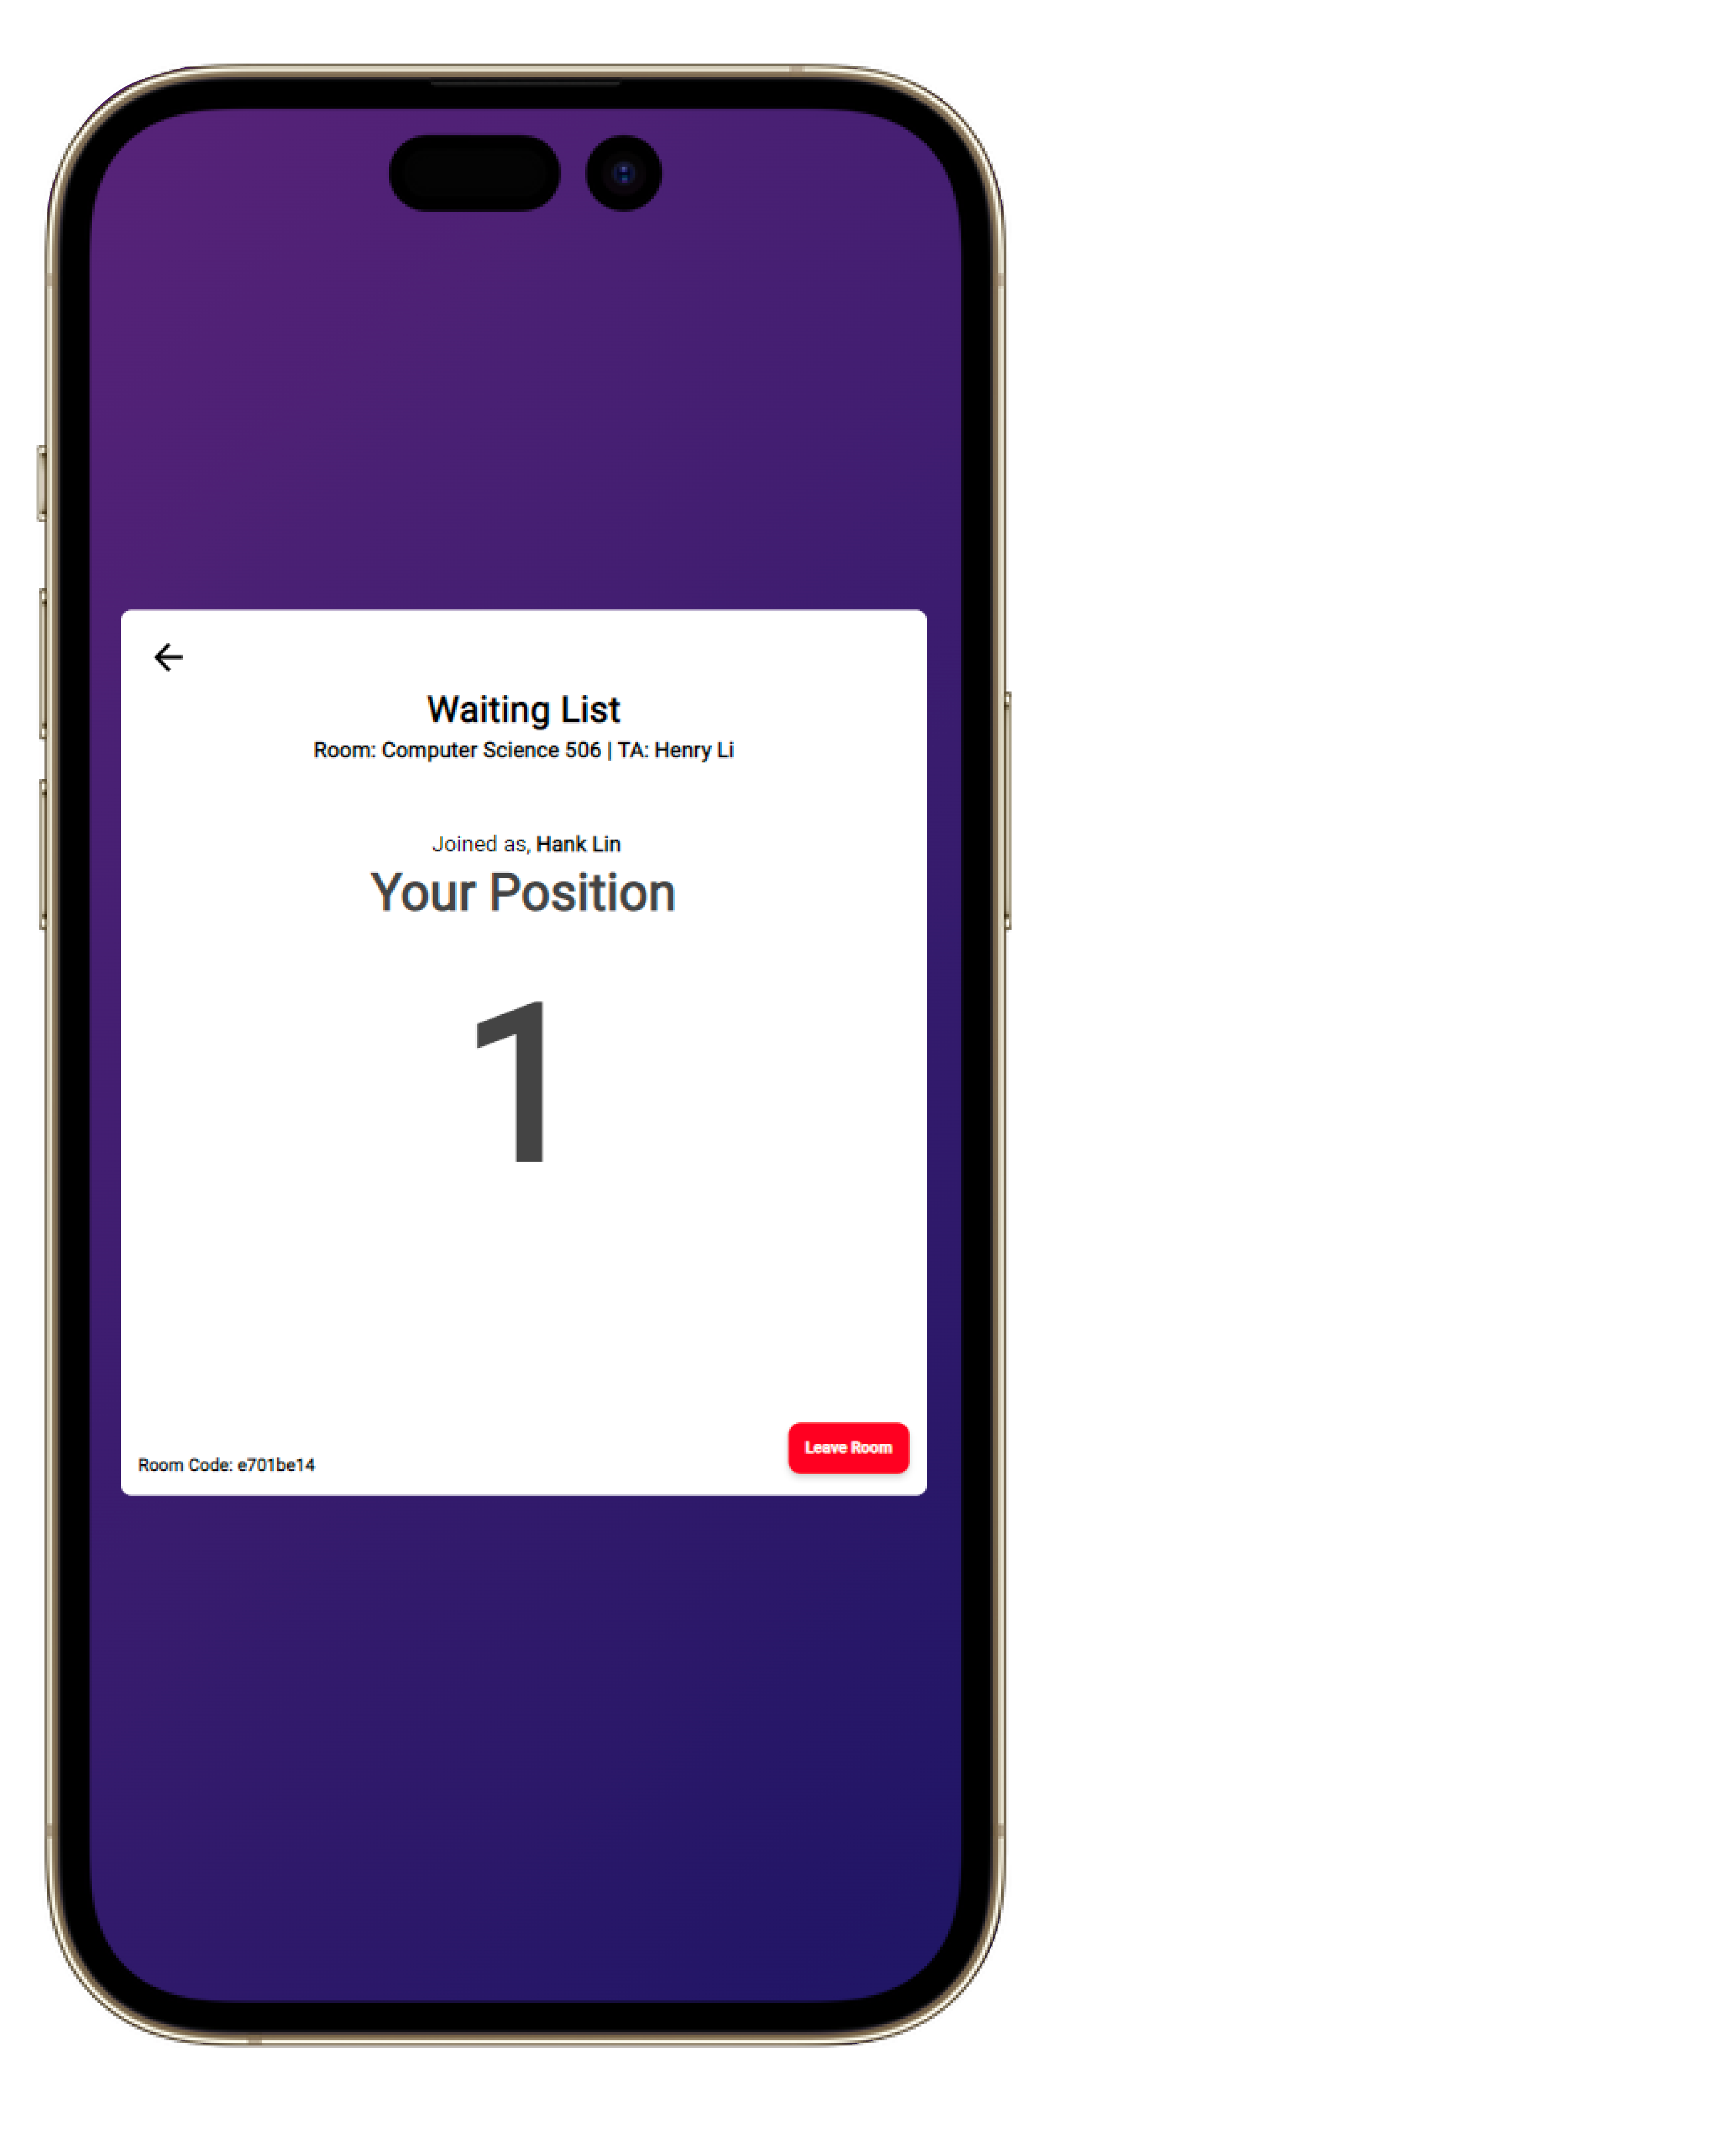 Waiting List
Room: Computer Science 506 | TA: Henry Li
Joined as, Hank Lin
Your Position
1
Leave Room
Room Code: e701be14